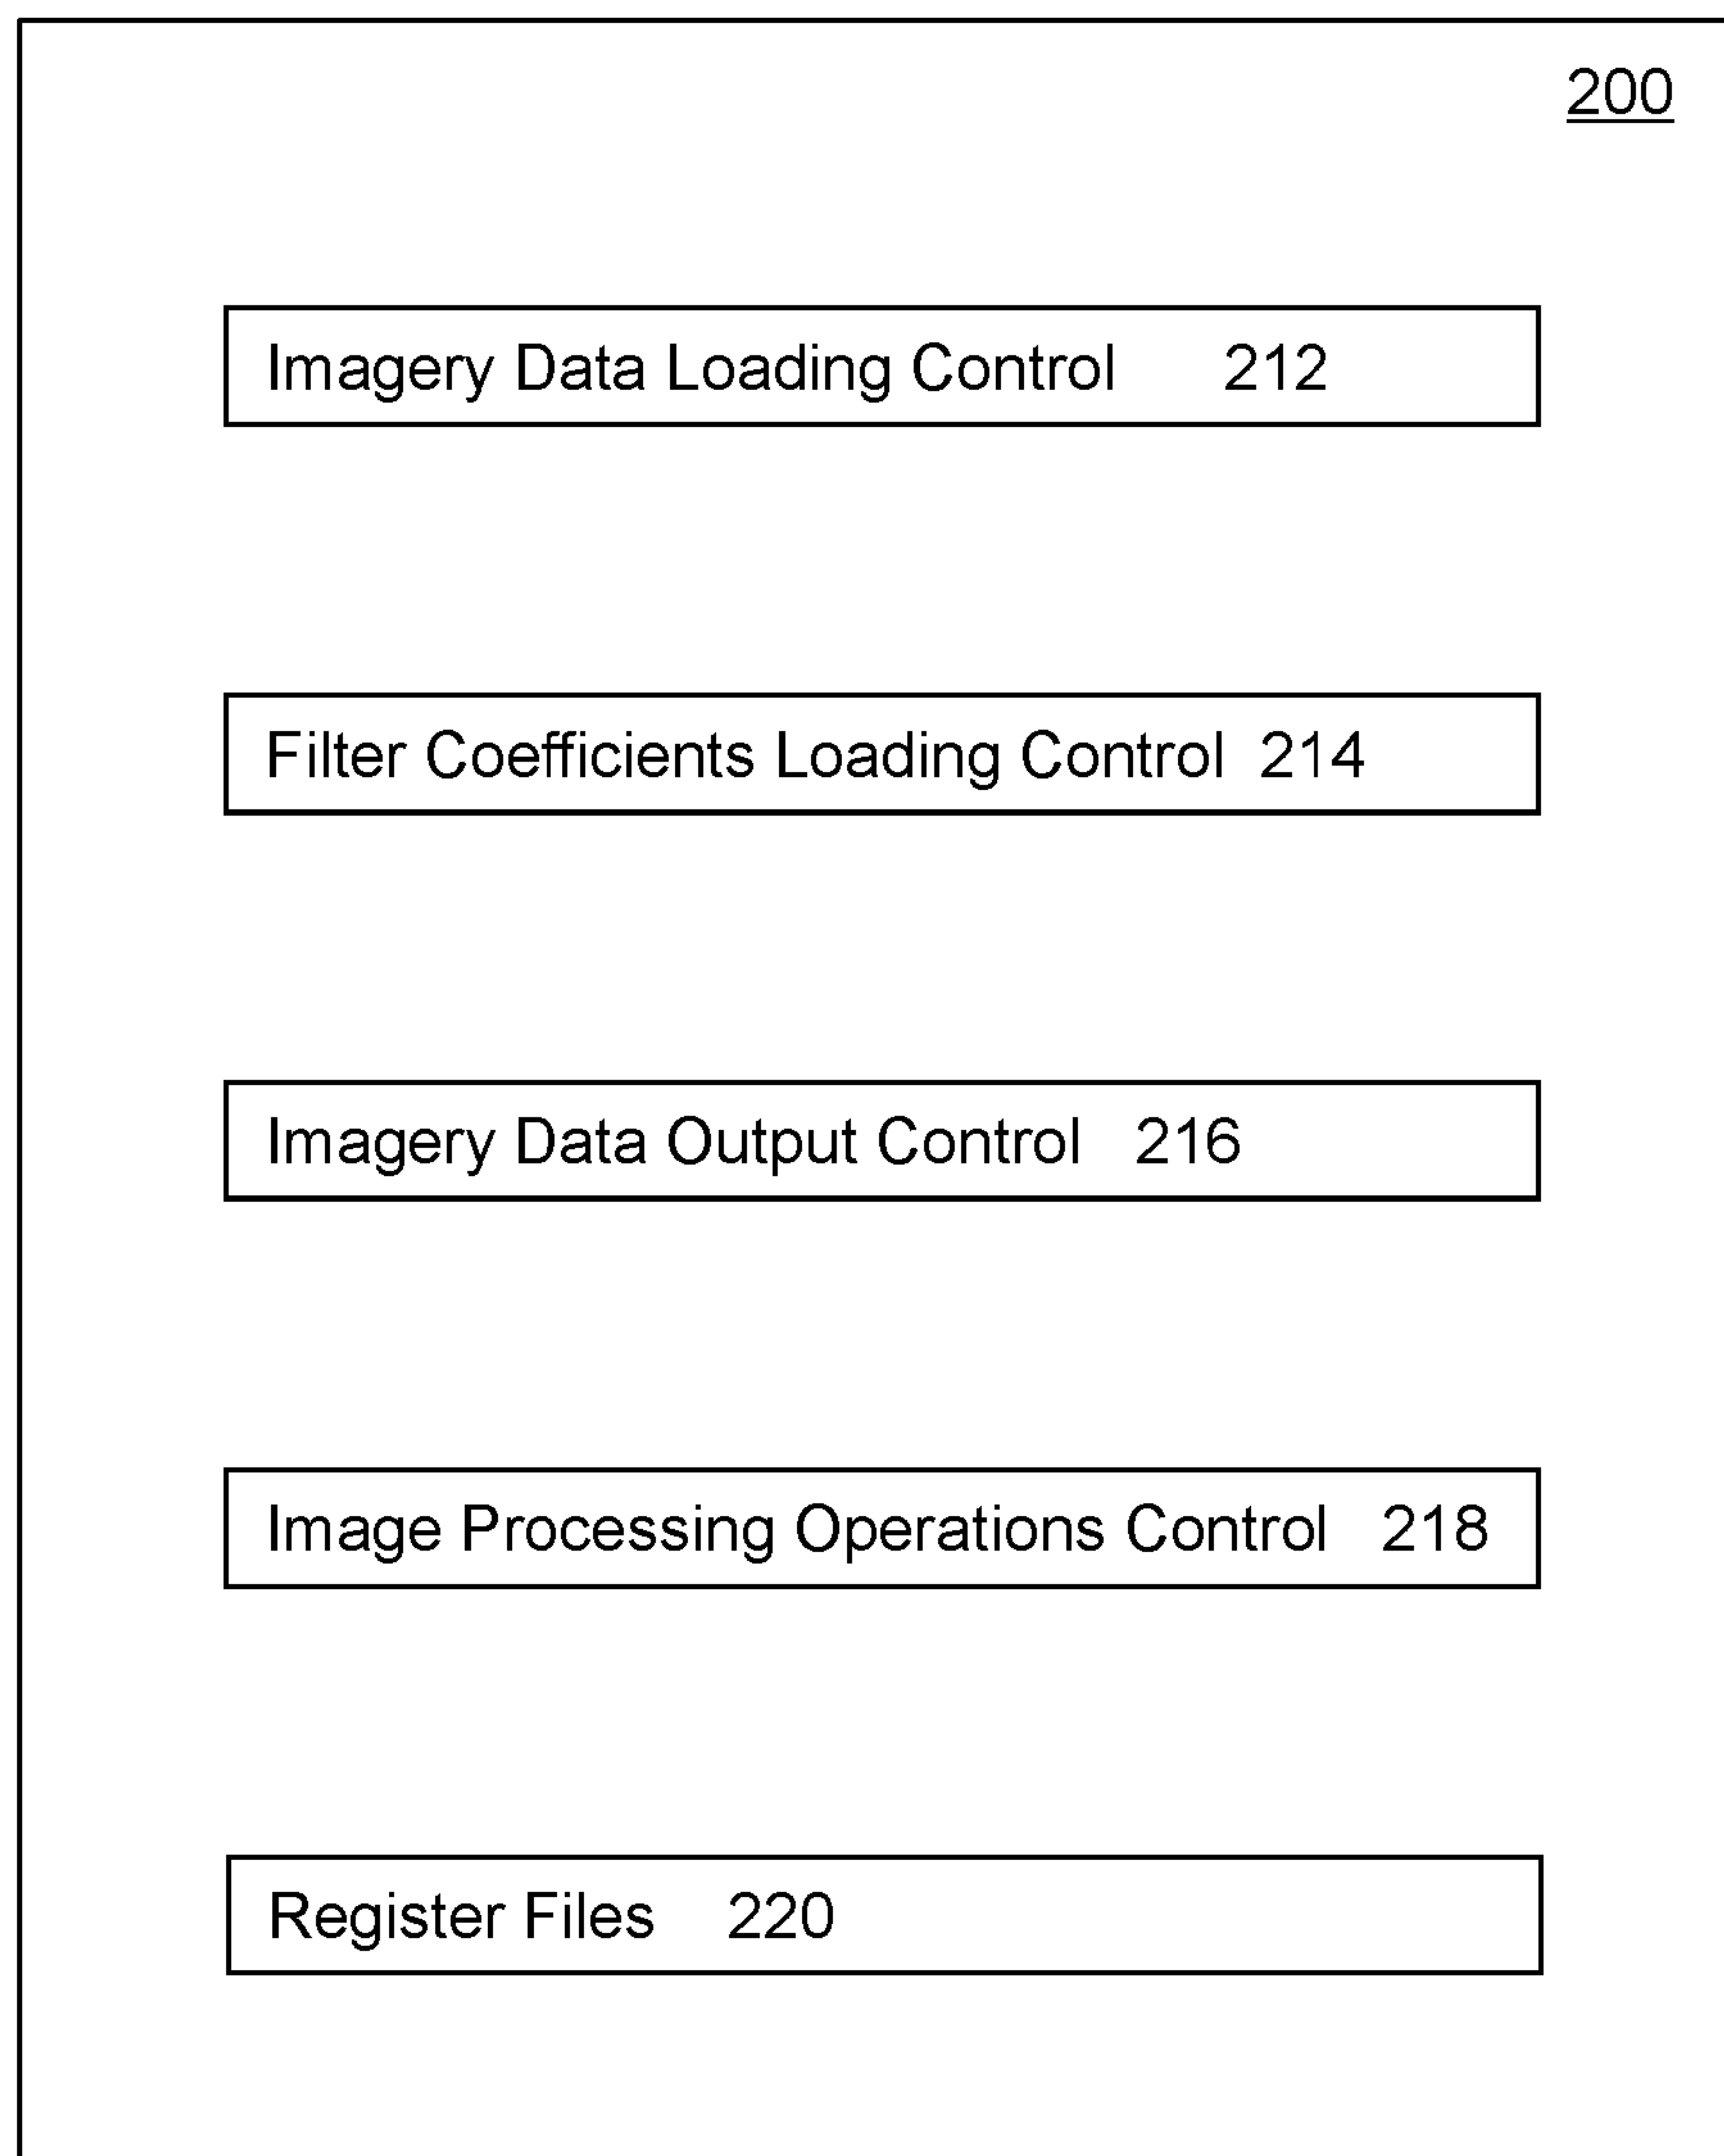 200
Imagery Data Loading Control 212
Filter Coefficients Loading Control 214
Imagery Data Output Control 216
Image Processing Operations Control 218
Register Files 220